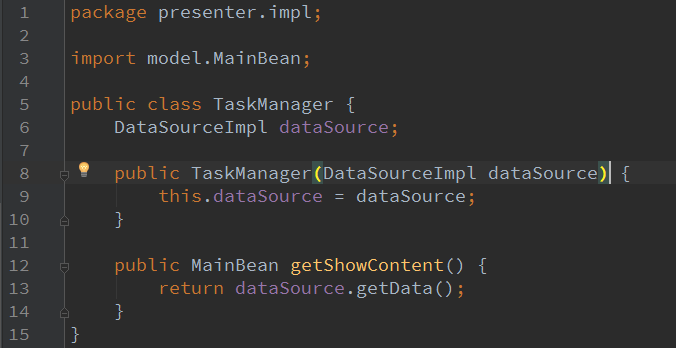 1 package presenter.impl;
2
3 import model.MainBean;
4
5 public class TaskManager {
6     DataSourceImpl dataSource;
7
8     public TaskManager(DataSourceImpl dataSource) {
9         this.dataSource = dataSource;
10     }
11
12     public MainBean getShowContent() {
13         return dataSource.getData();
14     }
15 }